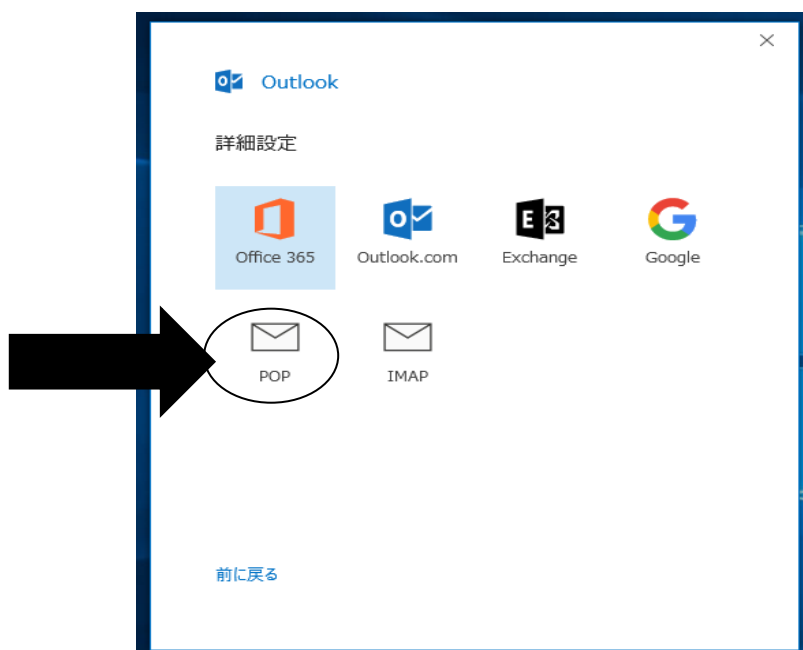 Outlook
詳細設定
Office 365
Outlook.com
Exchange
Google
POP
IMAP
前に戻る